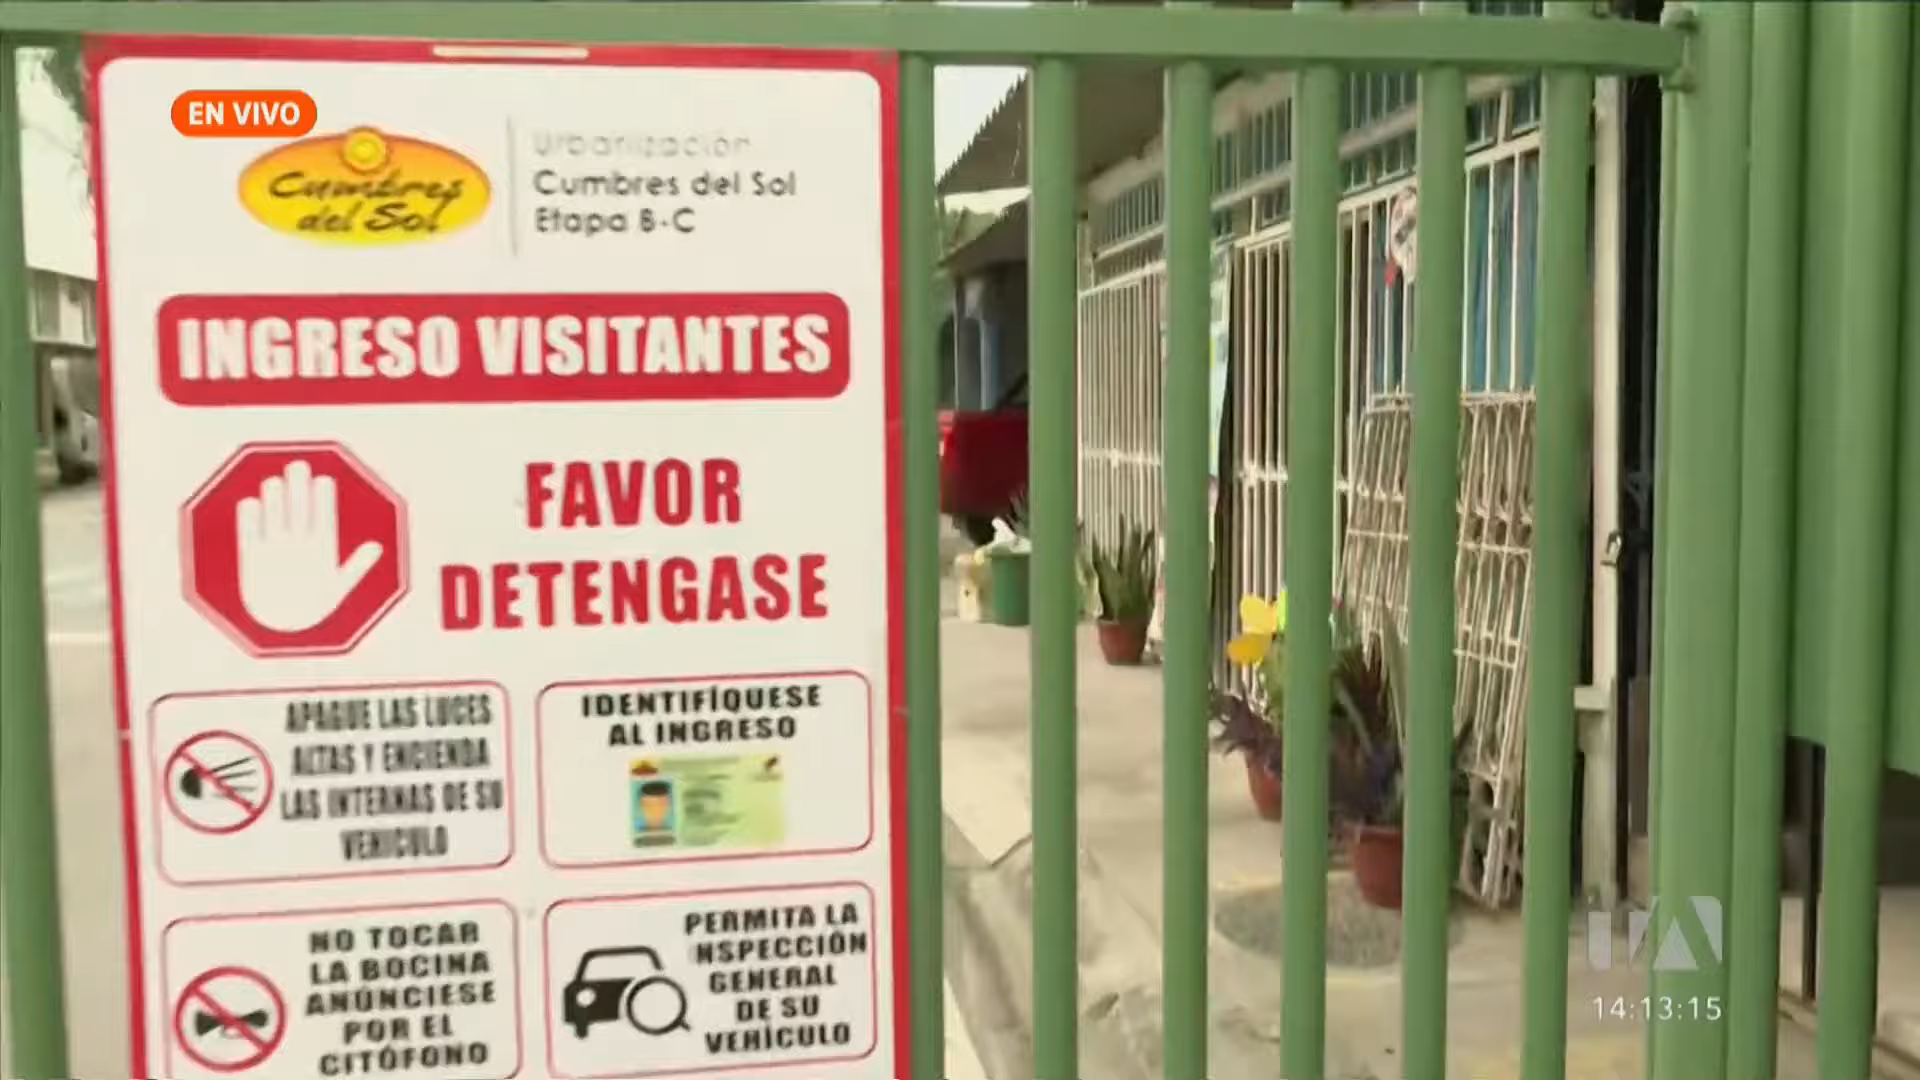 EN VIVO
Cumbres
del Sol
Urbanización
Cumbres del Sol
Etapa B-C
INGRESO VISITANTES
FAVOR
DETENGASE
APAGUE LAS LUCES
ALTAS Y ENCIENDA
LAS INTERNAS DE SU
VEHICULO
IDENTIFÍQUESE
AL INGRESO
NO TOCAR
LA BOCINA
ANÚNCIESE
POR EL
CITÓFONO
PERMITA LA
INSPECCIÓN
GENERAL
DE SU
VEHÍCULO
14:13:15